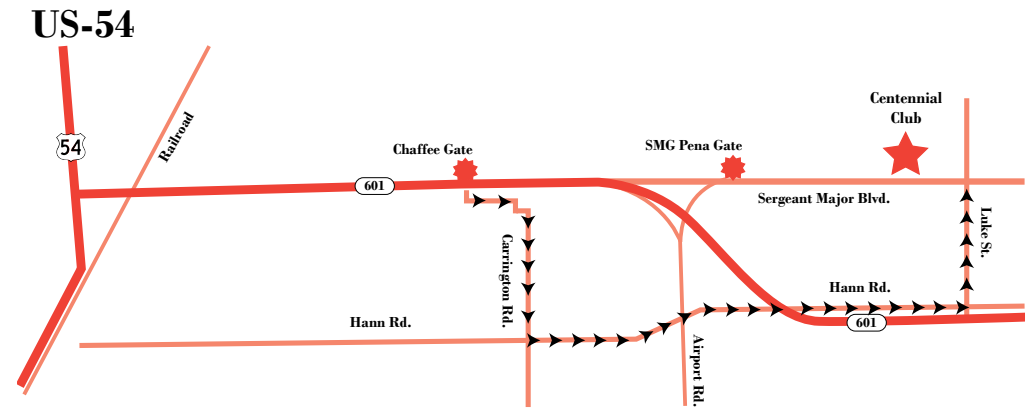 US-54
54
Railroad
Chaffee Gate
601
SMG Pena Gate
Centennial
Club
Sergeant Major Blvd.
Luke St.
Carrington Rd.
Hann Rd.
Hann Rd.
601
Airport Rd.